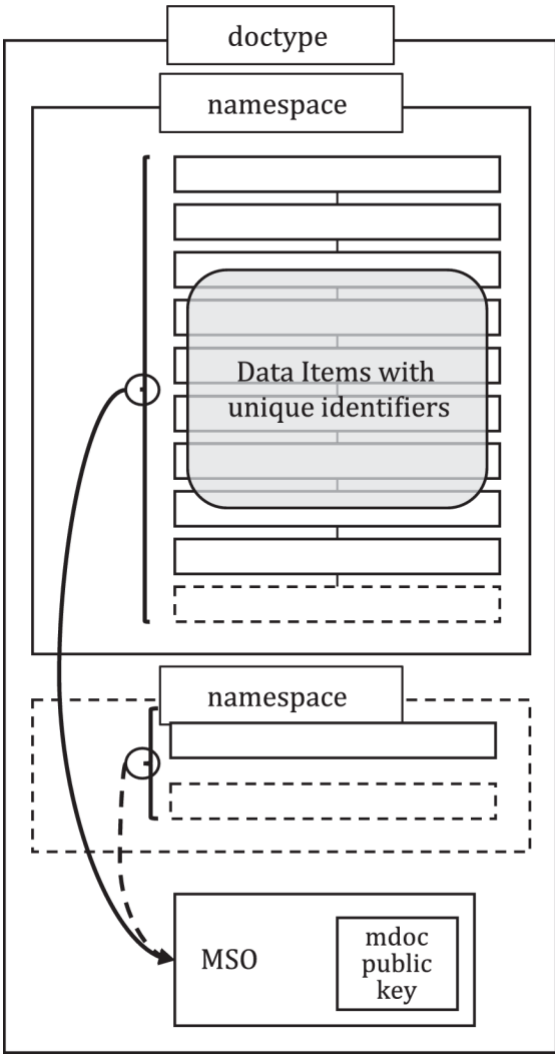 doctype
namespace
Data Items with
unique identifiers
namespace
MSO
mdoc
public
key